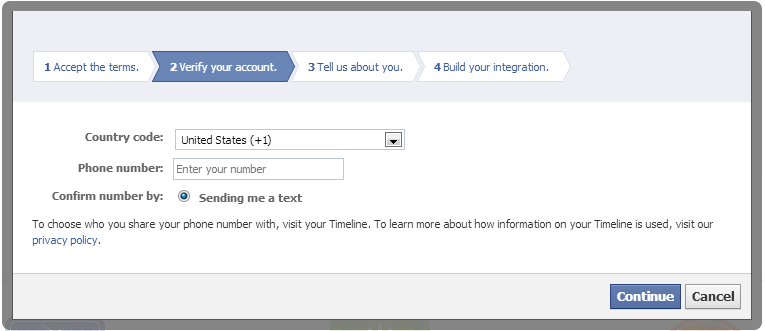 1 Accept the terms. 2 Verify your account. 3 Tell us about you. 4 Build your integration.
Country code: United States (+1)
Phone number: Enter your number
Confirm number by: Sending me a text
To choose who you share your phone number with, visit your Timeline. To learn more about how information on your Timeline is used, visit our
privacy policy.
Continue Cancel